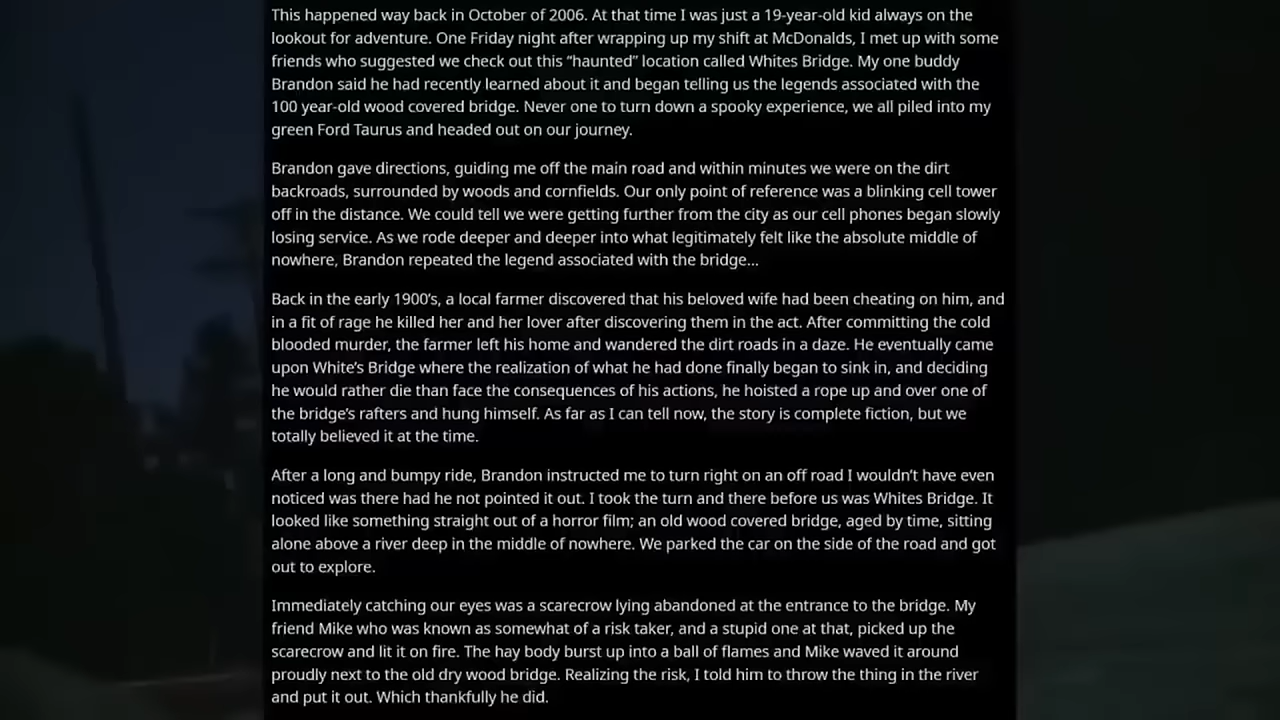 This happened way back in October of 2006. At that time I was just a 19-year-old kid always on the
lookout for adventure. One Friday night after wrapping up my shift at McDonalds, I met up with some
friends who suggested we check out this “haunted” location called Whites Bridge. My one buddy
Brandon said he had recently learned about it and began telling us the legends associated with the
100 year-old wood covered bridge. Never one to turn down a spooky experience, we all piled into my
green Ford Taurus and headed out on our journey.
Brandon gave directions, guiding me off the main road and within minutes we were on the dirt
backroads, surrounded by woods and cornfields. Our only point of reference was a blinking cell tower
off in the distance. We could tell we were getting further from the city as our cell phones began slowly
losing service. As we rode deeper and deeper into what legitimately felt like the absolute middle of
nowhere, Brandon repeated the legend associated with the bridge…
Back in the early 1900’s, a local farmer discovered that his beloved wife had been cheating on him, and
in a fit of rage he killed her and her lover after discovering them in the act. After committing the cold
blooded murder, the farmer left his home and wandered the dirt roads in a daze. He eventually came
upon White’s Bridge where the realization of what he had done finally began to sink in, and deciding
he would rather die than face the consequences of his actions, he hoisted a rope up and over one of
the bridge’s rafters and hung himself. As far as I can tell now, the story is complete fiction, but we
totally believed it at the time.
After a long and bumpy ride, Brandon instructed me to turn right on an off road I wouldn’t have even
noticed was there had he not pointed it out. I took the turn and there before us was Whites Bridge. It
looked like something straight out of a horror film; an old wood covered bridge, aged by time, sitting
alone above a river deep in the middle of nowhere. We parked the car on the side of the road and got
out to explore.
Immediately catching our eyes was a scarecrow lying abandoned at the entrance to the bridge. My
friend Mike who was known as somewhat of a risk taker, and a stupid one at that, picked up the
scarecrow and lit it on fire. The hay body burst up into a ball of flames and Mike waved it around
proudly next to the old dry wood bridge. Realizing the risk, I told him to throw the thing in the river
and put it out. Which thankfully he did.